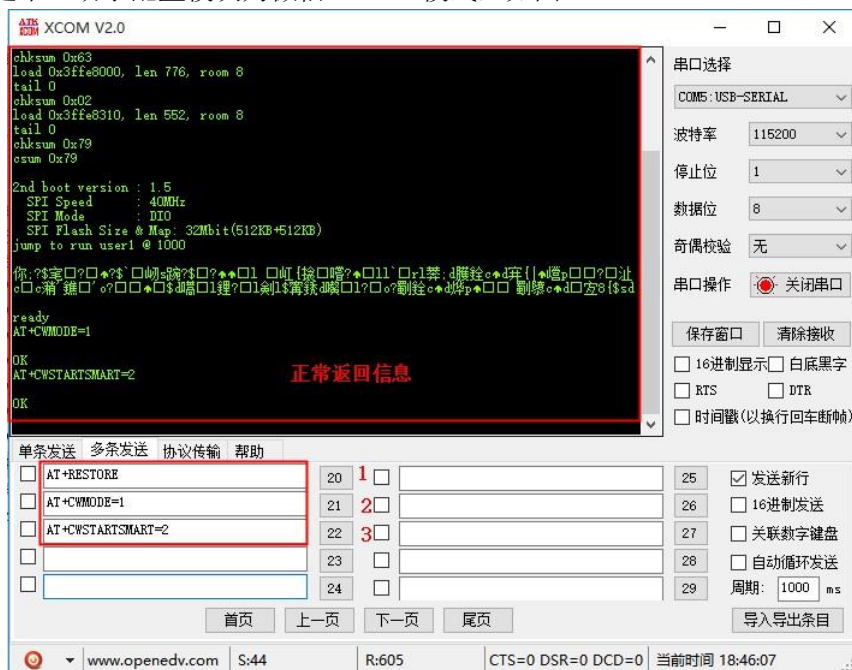 XCOM V2.0
chksum 0x63
load 0x3ffe8000, len 776, room 8
tail 0
chksum 0x02
load 0x3ffe8310, len 552, room 8
tail 0
chksum 0x79
csum 0x79
2nd boot version : 1.5
SPI Speed : 40MHz
SPI Mode : DIO
SPI Flash Size & Map: 32Mbit(512KB+512KB)
jump to run user1 @ 1000
ready
AT+CWMODE=1
OK
AT+CWSTARTSMART=2
OK
正常返回信息
串口选择
COM5:USB-SERIAL
波特率 115200
停止位 1
数据位 8
奇偶校验 无
串口操作 关闭串口
保存窗口 清除接收
16进制显示 白底黑字
RTS DTR
时间戳(以换行回车断帧)
单条发送 多条发送 协议传输 帮助
AT+RESTORE 20 1 25 发送新行
AT+CWMODE=1 21 2 26 16进制发送
AT+CWSTARTSMART=2 22 3 27 关联数字键盘
23 28 自动循环发送
24 29 周期: 1000 ms
首页 上一页 下一页 尾页 导入导出条目
www.openedv.com S:44 R:605 CTS=0 DSR=0 DCD=0 当前时间 18:46:07